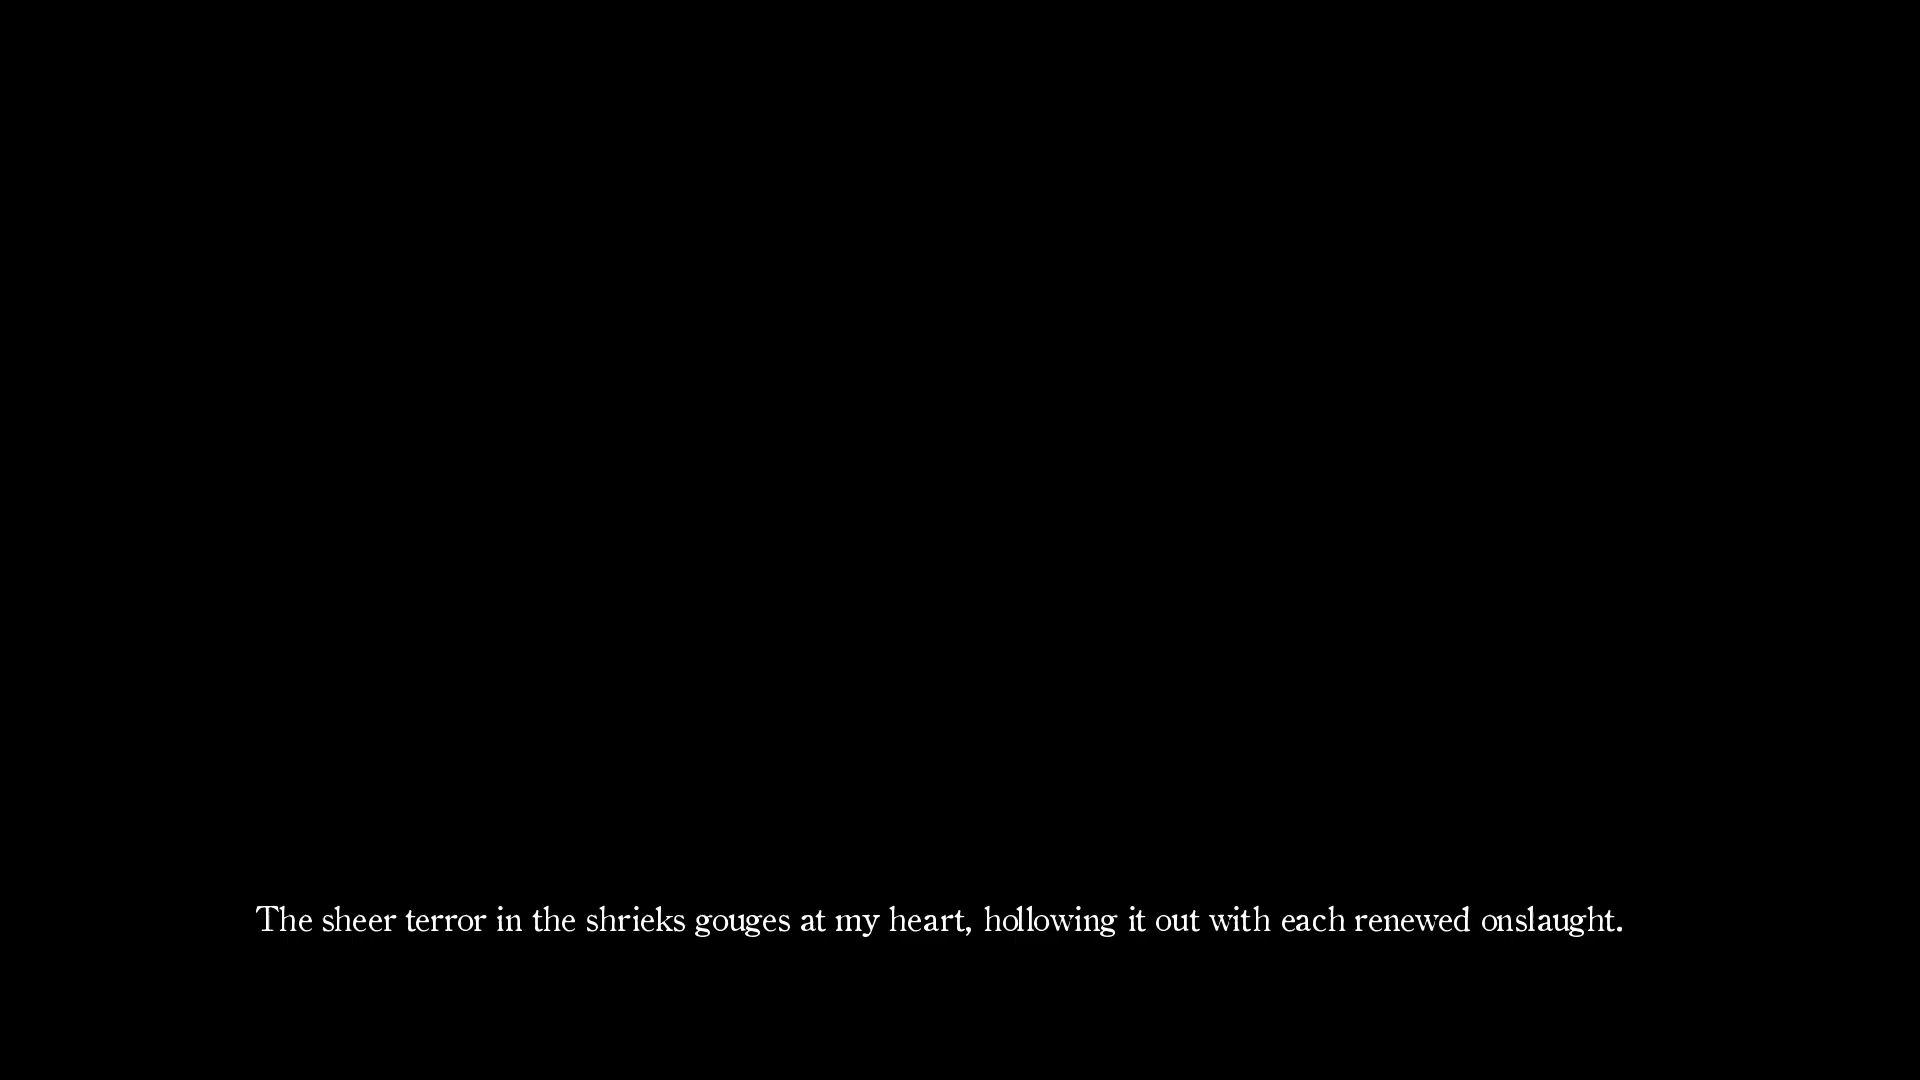 The sheer terror in the shrieks gouges at my heart, hollowing it out with each renewed onslaught.